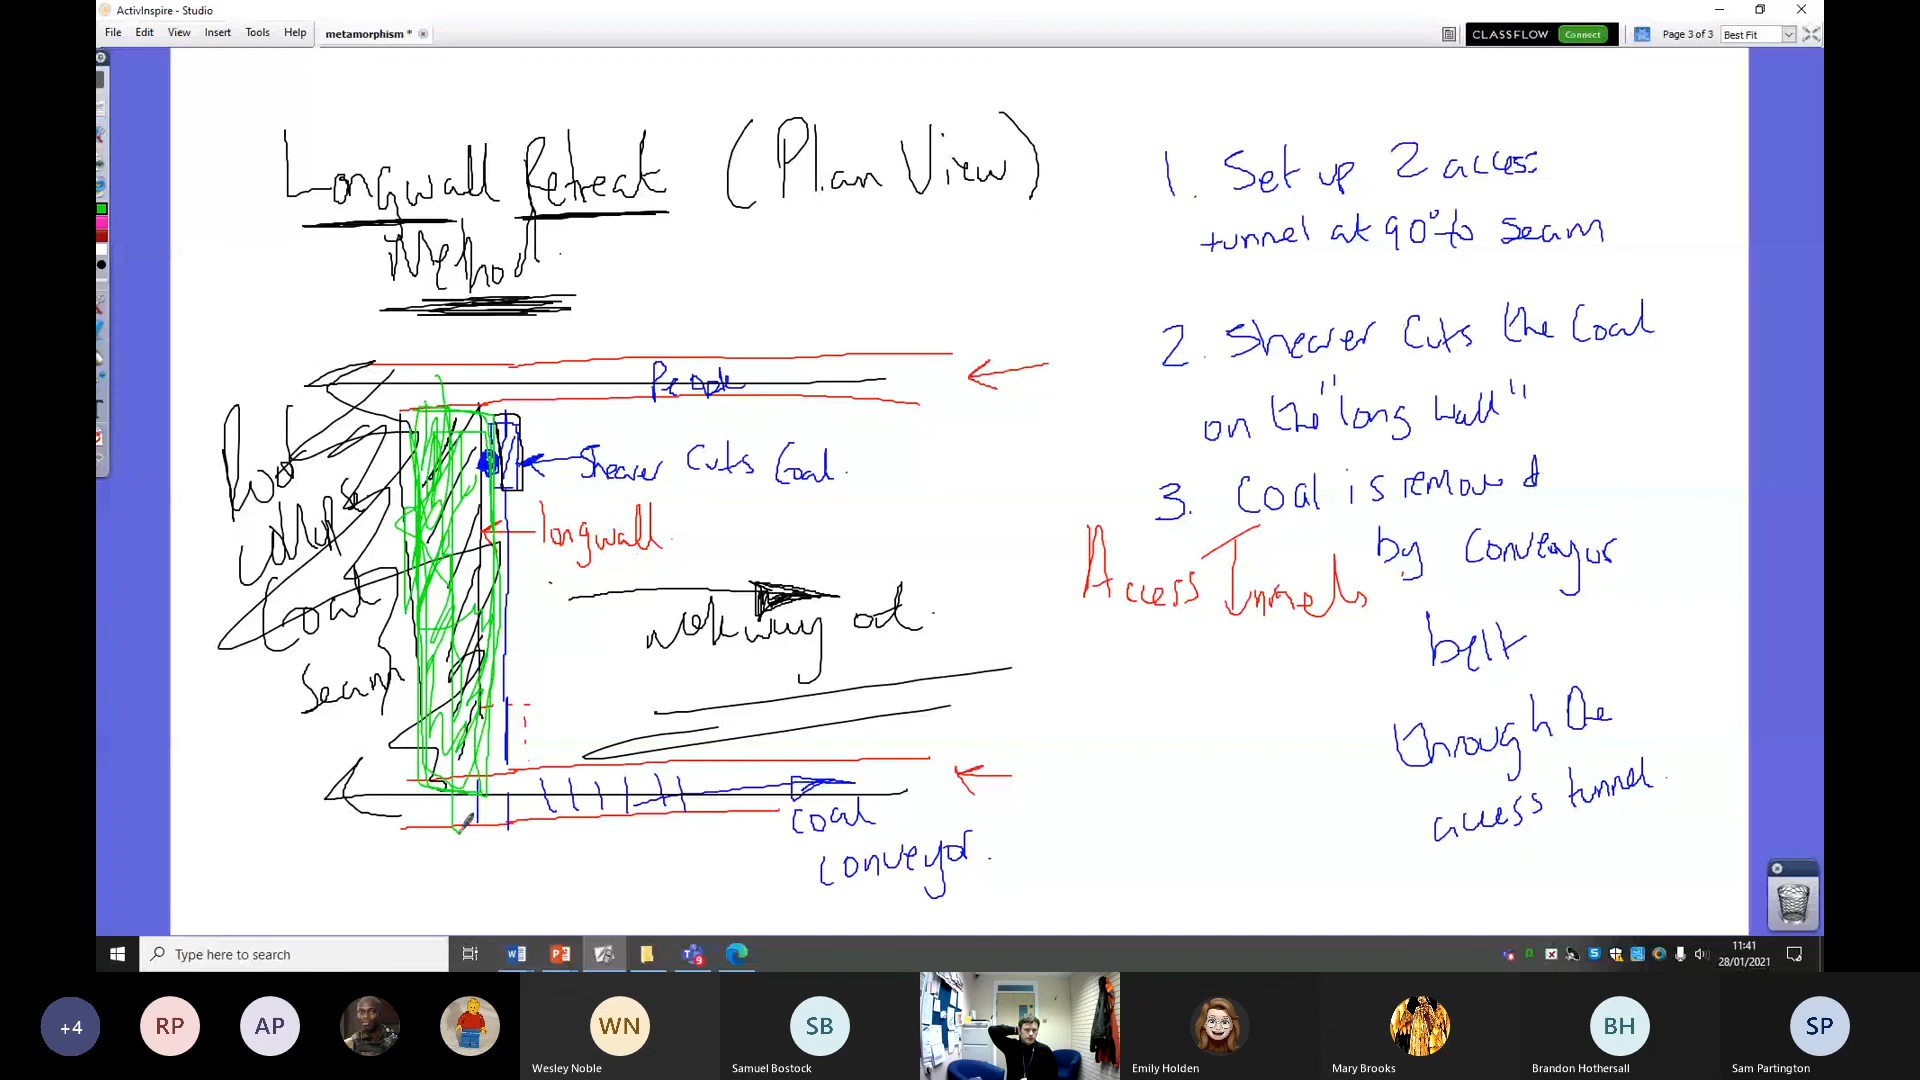 ActivInspire - Studio
File Edit View Insert Tools Help
metamorphism *
CLASSFLOW Connect
Page 3 of 3
Best Fit
Longwall Retreat (Plan View)
Method
People
Shearer Cuts Coal.
longwall
Roof
collapse
Coal
Seam
working out.
Coal
Conveyor.
Access Tunnels
1. Set up 2 access
tunnel at 90° to Seam
2. Shearer Cuts the Coal
on the "long wall"
3. Coal is removed
by Conveyor
belt
through the
access tunnel.
Type here to search
11:41
28/01/2021
+4
RP
AP
WN
Wesley Noble
SB
Samuel Bostock
Emily Holden
Mary Brooks
BH
Brandon Hothersall
SP
Sam Partington